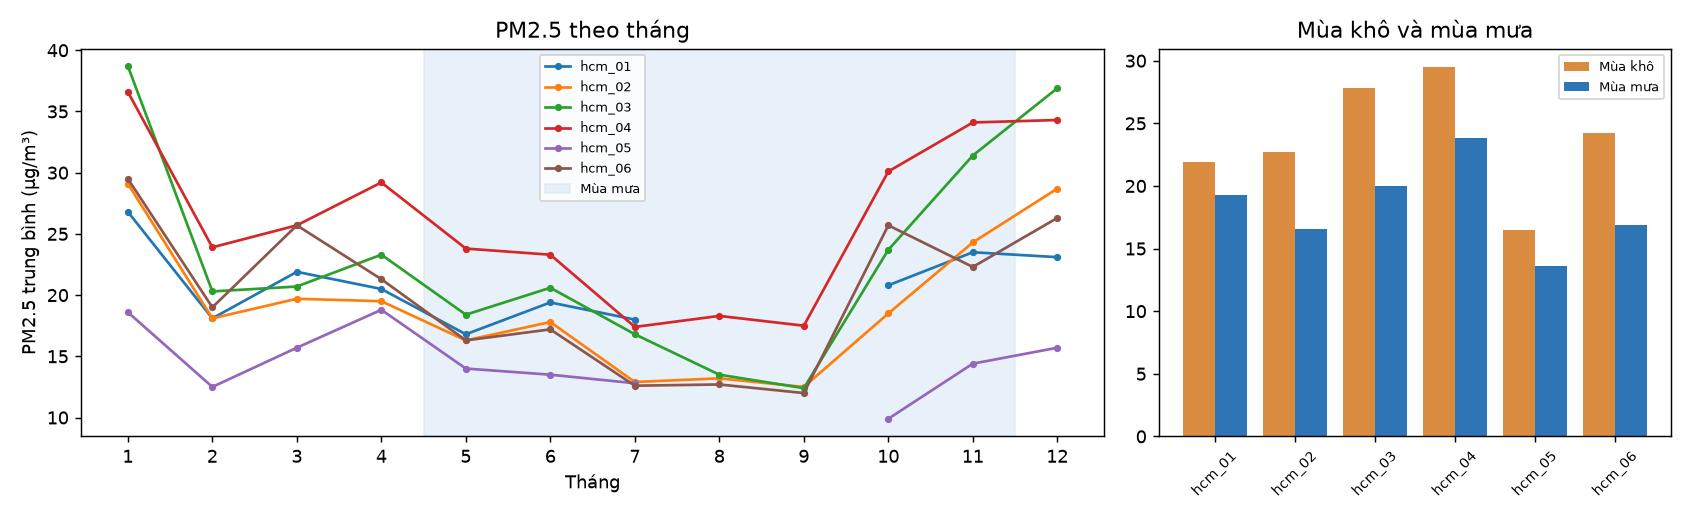 PM2.5 theo tháng
PM2.5 trung bình (µg/m³)
40
35
30
25
20
15
10
hcm_01
hcm_02
hcm_03
hcm_04
hcm_05
hcm_06
Mùa mưa
1 2 3 4 5 6 7 8 9 10 11 12
Tháng
Mùa khô và mùa mưa
30
25
20
15
10
5
0
Mùa khô
Mùa mưa
hcm_01 hcm_02 hcm_03 hcm_04 hcm_05 hcm_06